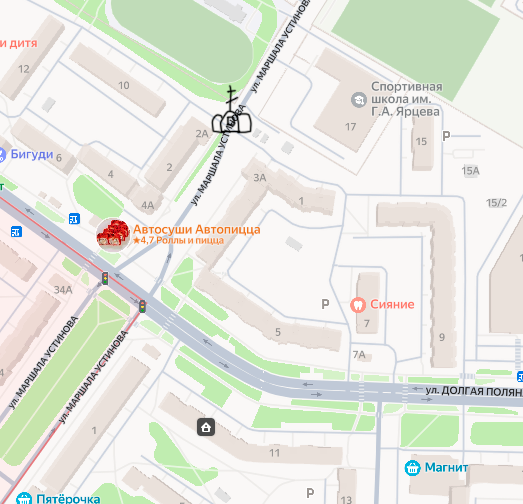 ул. МАРШАЛА УСТИНОВА
и дитя
12
10
Спортивная
школа им.
Г.А. Ярцева
17
2А
Р
15
Бигуди
6
4
2
ул. МАРШАЛА УСТИНОВА
15А
3А
1
15/2
4А
т
Автосуши Автопицца
★4,7 Роллы и пицца
34А
Р
Сияние
7
5
9
7А
ул. МАРШАЛА УСТИНОВА
ул. МАРШАЛА УСТИНОВА
ул. ДОЛГАЯ ПОЛЯН
4
1
11
Магнит
Р
13
Пятёрочка